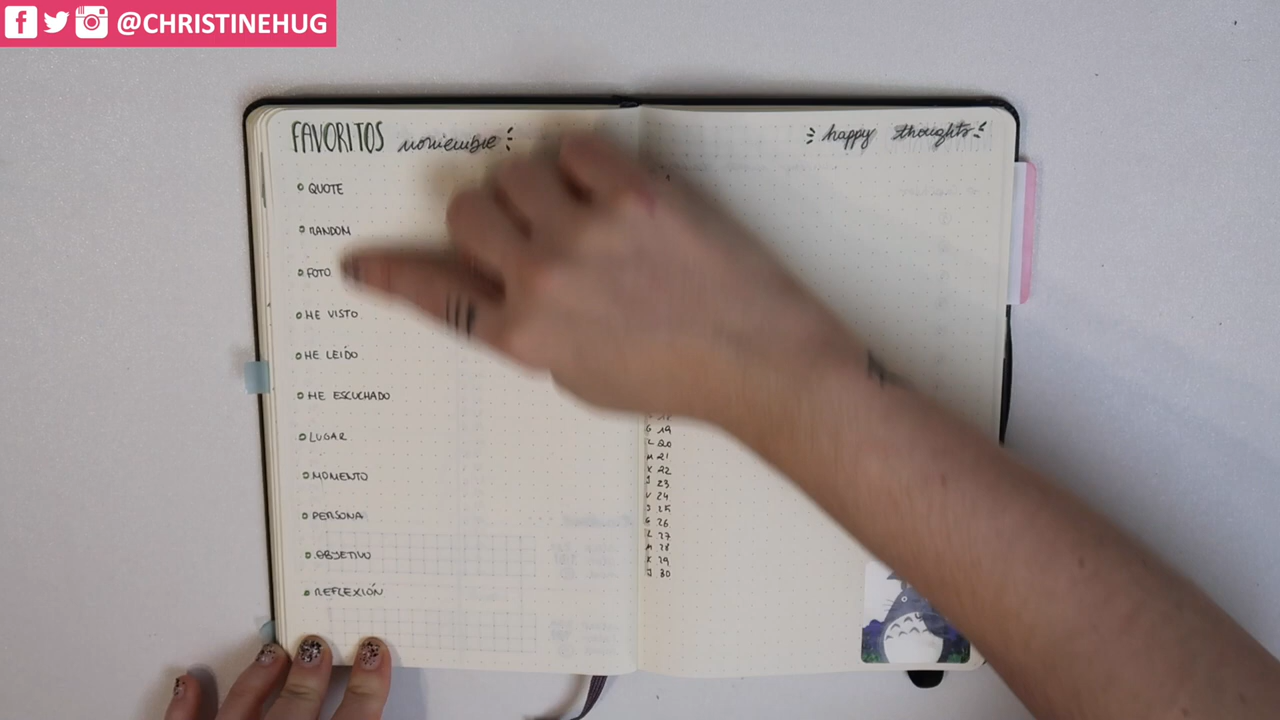 @CHRISTINEHUG
FAVORITOS noviembre
QUOTE
RANDOM
FOTO
HE VISTO
HE LEÍDO
HE ESCUCHADO
LUGAR
MOMENTO
PERSONA
OBJETIVO
REFLEXIÓN
happy thoughts
G 19
L 20
M 21
X 22
J 23
V 24
S 25
G 26
L 27
M 28
X 29
J 30